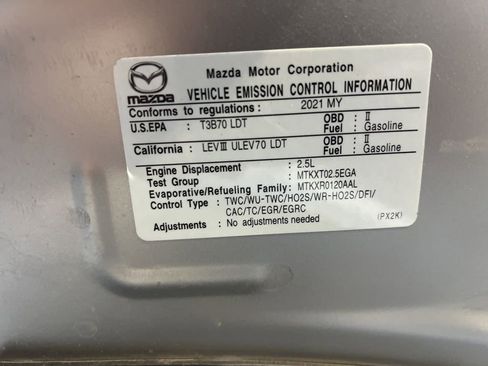 Mazda Motor Corporation
mazda VEHICLE EMISSION CONTROL INFORMATION
Conforms to regulations : 2021 MY
U.S.EPA : T3B70 LDT OBD : II
Fuel : Gasoline
California : LEVIII ULEV70 LDT OBD : II
Fuel : Gasoline
Engine Displacement : 2.5L
Test Group : MTKXT02.5EGA
Evaporative/Refueling Family: MTKXR0120AAL
Control Type : TWC/WU-TWC/HO2S/WR-HO2S/DFI/
CAC/TC/EGR/EGRC
Adjustments : No adjustments needed (PX2K)